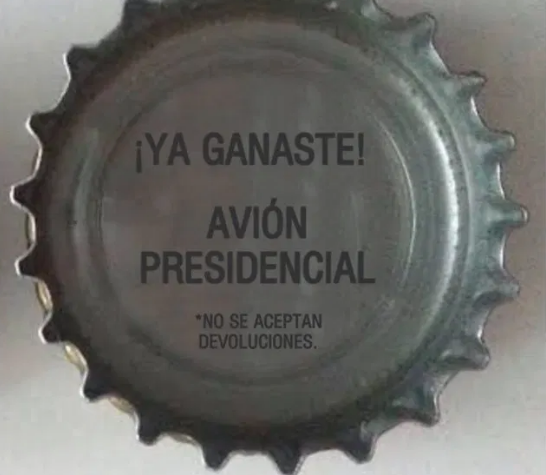 ¡YA GANASTE!
AVIÓN
PRESIDENCIAL
*NO SE ACEPTAN
DEVOLUCIONES.